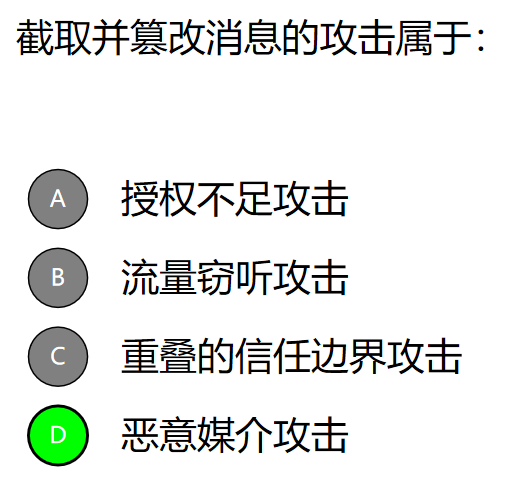 截取并篡改消息的攻击属于：
A 授权不足攻击
B 流量窃听攻击
C 重叠的信任边界攻击
D 恶意媒介攻击